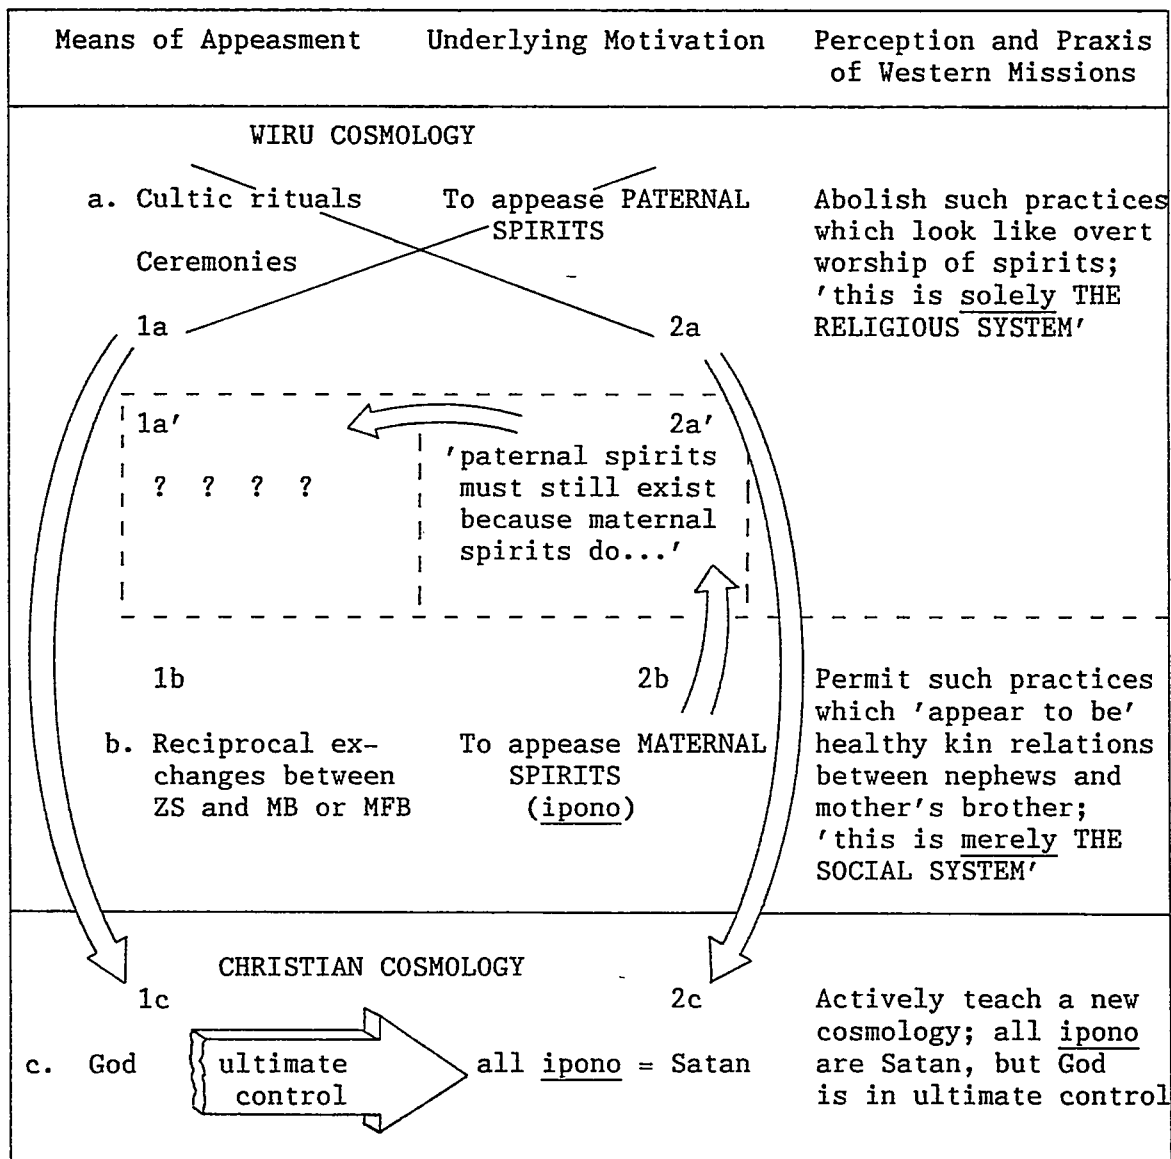 Means of Appeasment Underlying Motivation Perception and Praxis
of Western Missions
WIRU COSMOLOGY
a. Cultic rituals To appease PATERNAL Abolish such practices
SPIRITS which look like overt
Ceremonies worship of spirits;
'this is solely THE
1a 2a RELIGIOUS SYSTEM'
1a' 2a'
'paternal spirits
? ? ? ? must still exist
because maternal
spirits do...'
1b 2b Permit such practices
which 'appear to be'
b. Reciprocal ex- To appease MATERNAL healthy kin relations
changes between SPIRITS between nephews and
ZS and MB or MFB (ipono) mother's brother;
'this is merely THE
SOCIAL SYSTEM'
CHRISTIAN COSMOLOGY
1c 2c Actively teach a new
cosmology; all ipono
c. God ultimate all ipono = Satan are Satan, but God
control is in ultimate control